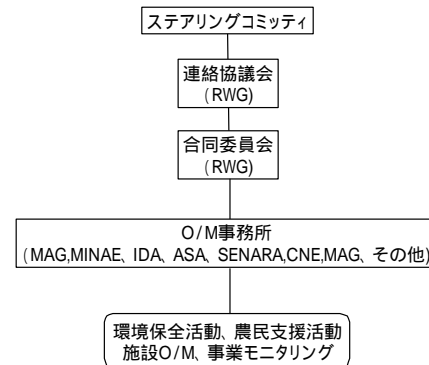 ステアリングコミッティ
連絡協議会
(RWG)
合同委員会
(RWG)
O/M事務所
(MAG,MINAE、IDA、ASA、SENARA,CNE,MAG、その他)
環境保全活動、農民支援活動
施設O/M、事業モニタリング